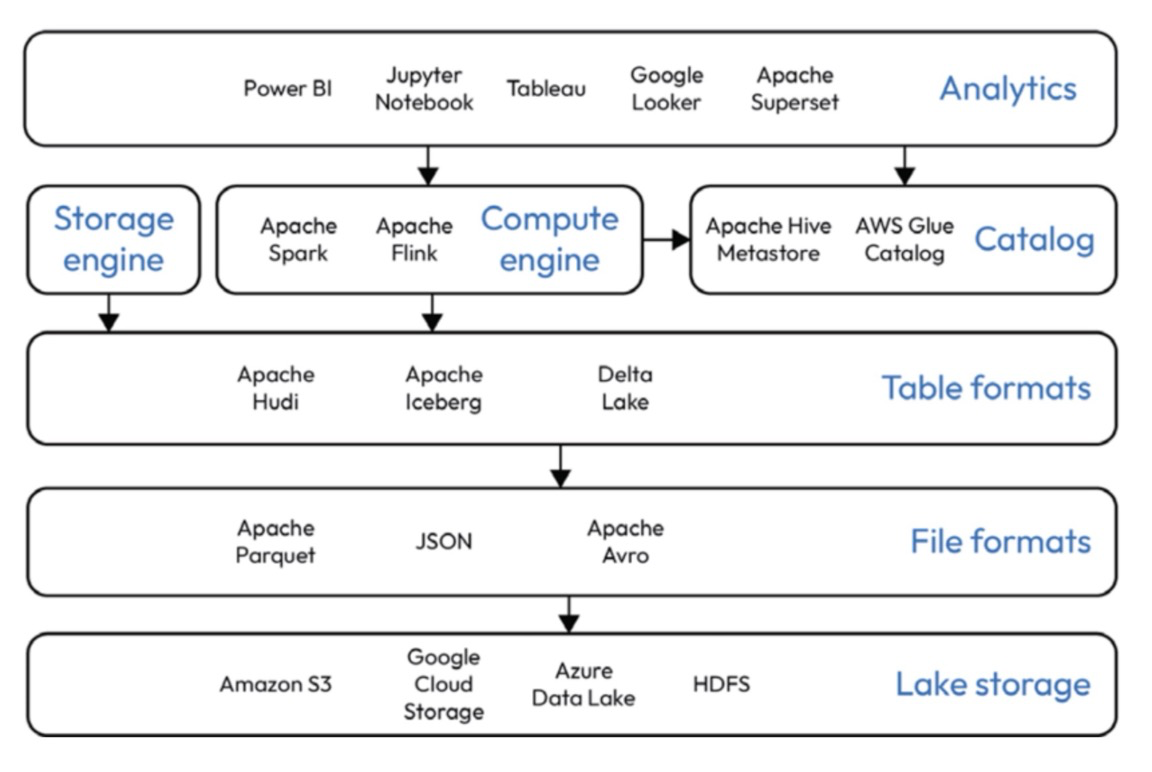 Power BI
Jupyter
Notebook
Tableau
Google
Looker
Apache
Superset
Analytics
Storage
engine
Apache
Spark
Apache
Flink
Compute
engine
Apache Hive
Metastore
AWS Glue
Catalog
Catalog
Apache
Hudi
Apache
Iceberg
Delta
Lake
Table formats
Apache
Parquet
JSON
Apache
Avro
File formats
Amazon S3
Google
Cloud
Storage
Azure
Data Lake
HDFS
Lake storage